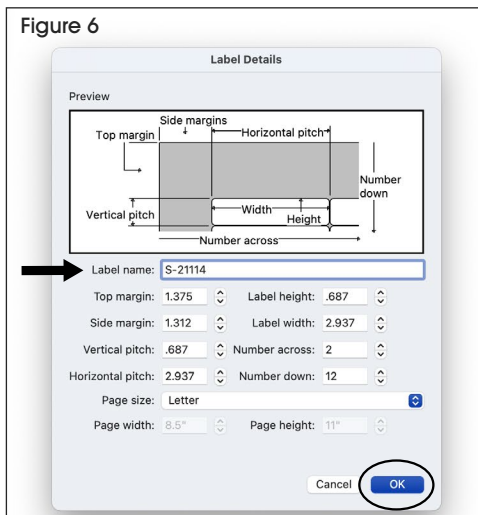 Figure 6
Label Details
Preview
Side margins
Top margin
Horizontal pitch
Number
down
Vertical pitch
Width
Height
Number across
Label name: S-21114
Top margin: 1.375 Label height: .687
Side margin: 1.312 Label width: 2.937
Vertical pitch: .687 Number across: 2
Horizontal pitch: 2.937 Number down: 12
Page size: Letter
Page width: 8.5" Page height: 11"
Cancel OK